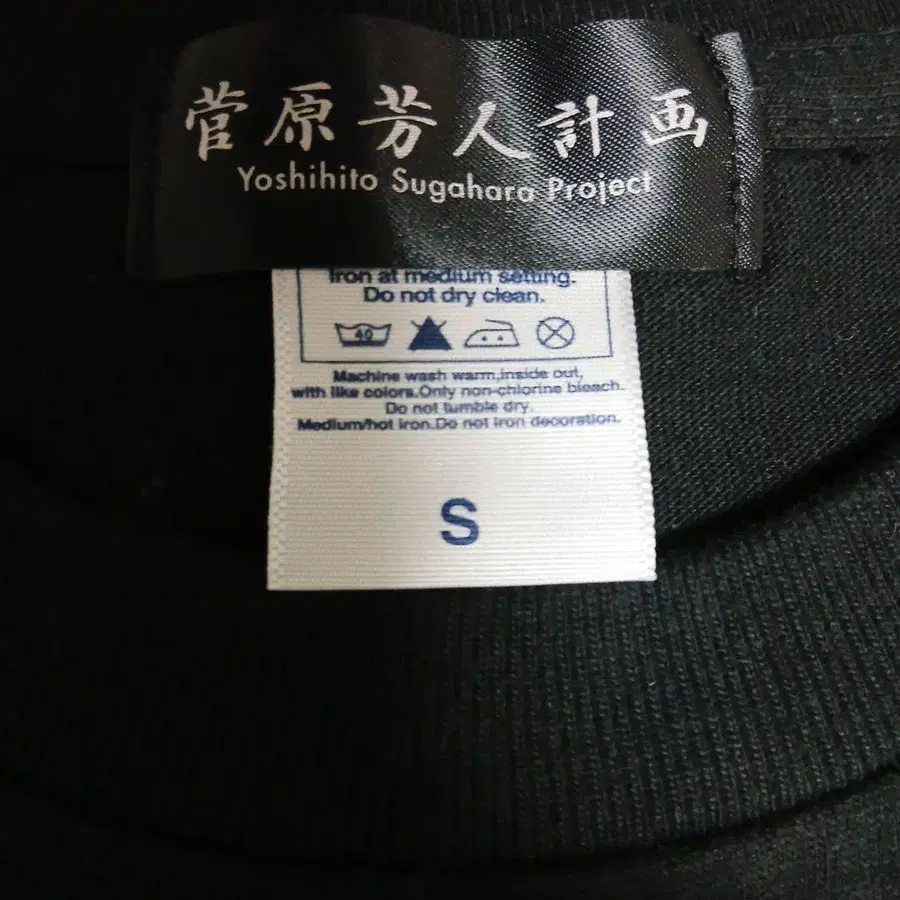 菅原芳人計画
Yoshihito Sugahara Project
Iron at medium setting.
Do not dry clean.
40
Machine wash warm,inside out,
with like colors.Only non-chlorine bleach.
Do not tumble dry.
Medium/hot iron.Do not iron decoration.
S